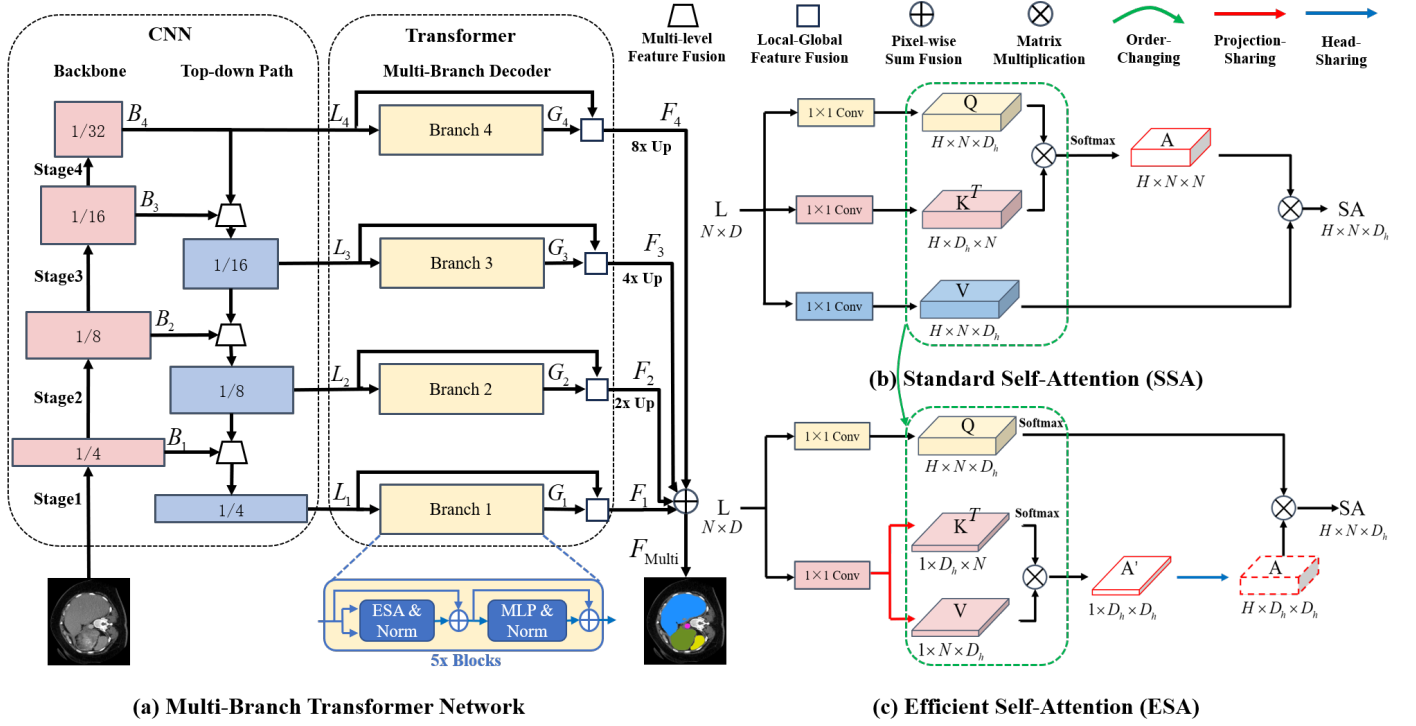 CNN
Backbone
Top-down Path
1/32
B4
Stage4
1/16
B3
1/16
Stage3
1/8
B2
1/8
Stage2
1/4
B1
1/4
Stage1
Transformer
Multi-Branch Decoder
L4
Branch 4
G4
F4
8x Up
L3
Branch 3
G3
F3
4x Up
L2
Branch 2
G2
F2
2x Up
L1
Branch 1
G1
F1
FMulti
ESA &
Norm
MLP &
Norm
5x Blocks
(a) Multi-Branch Transformer Network
Multi-level
Feature Fusion
Local-Global
Feature Fusion
Pixel-wise
Sum Fusion
Matrix
Multiplication
Order-
Changing
Projection-
Sharing
Head-
Sharing
L
N × D
1×1 Conv
Q
H × N × Dh
1×1 Conv
K^T
H × Dh × N
1×1 Conv
V
H × N × Dh
Softmax
A
H × N × N
SA
H × N × Dh
(b) Standard Self-Attention (SSA)
L
N × D
1×1 Conv
Q
H × N × Dh
Softmax
1×1 Conv
K^T
1 × Dh × N
Softmax
V
1 × N × Dh
A'
1 × Dh × Dh
A
H × Dh × Dh
SA
H × N × Dh
(c) Efficient Self-Attention (ESA)